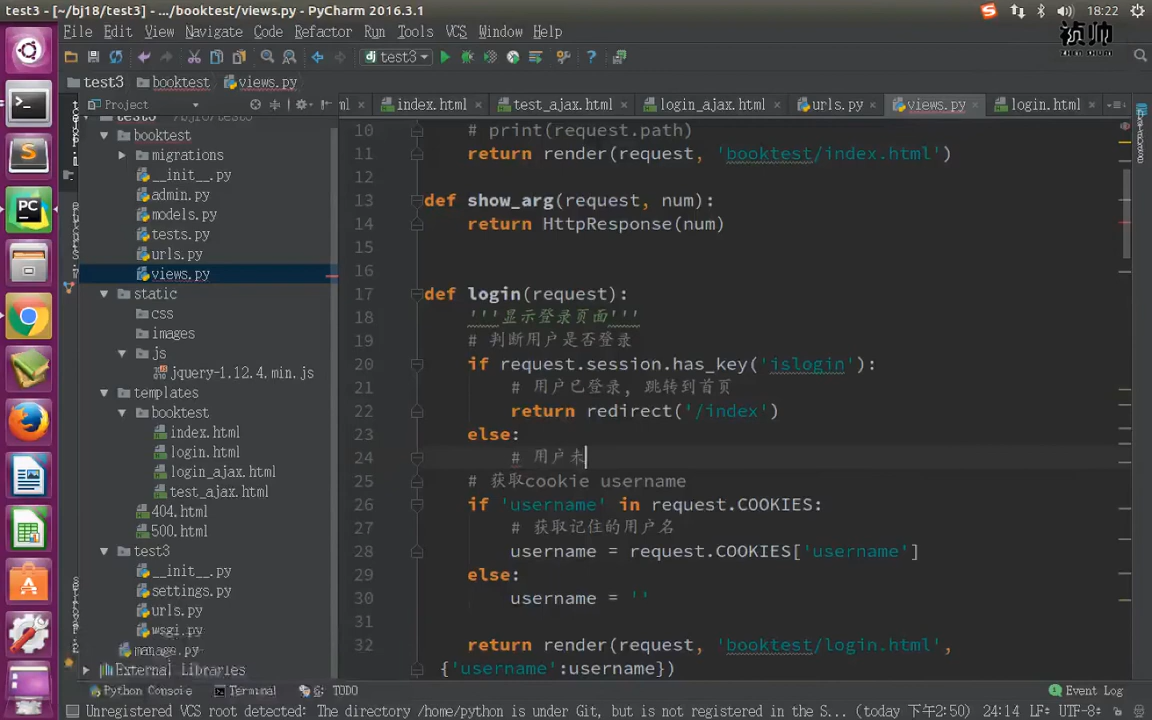 test3 - [~/bj18/test3] - .../booktest/views.py - PyCharm 2016.3.1
18:22
File Edit View Navigate Code Refactor Run Tools VCS Window Help
祯帅
test3
test3 booktest views.py
Project
ml index.html test_ajax.html login_ajax.html urls.py views.py login.html
booktest
migrations
__init__.py
admin.py
models.py
tests.py
urls.py
views.py
static
css
images
js
jquery-1.12.4.min.js
templates
booktest
index.html
login.html
login_ajax.html
test_ajax.html
404.html
500.html
test3
__init__.py
settings.py
urls.py
wsgi.py
manage.py
External Libraries
10 # print(request.path)
11 return render(request, 'booktest/index.html')
12
13 def show_arg(request, num):
14 return HttpResponse(num)
15
16
17 def login(request):
18 '''显示登录页面'''
19 # 判断用户是否登录
20 if request.session.has_key('islogin'):
21 # 用户已登录, 跳转到首页
22 return redirect('/index')
23 else:
24 # 用户未
25 # 获取cookie username
26 if 'username' in request.COOKIES:
27 # 获取记住的用户名
28 username = request.COOKIES['username']
29 else:
30 username = ''
31
32 return render(request, 'booktest/login.html',
{'username':username})
Python Console Terminal 6: TODO Event Log
Unregistered VCS root detected: The directory /home/python is under Git, but is not registered in the S... (today 下午2:50) 24:14 LF÷ UTF-8÷